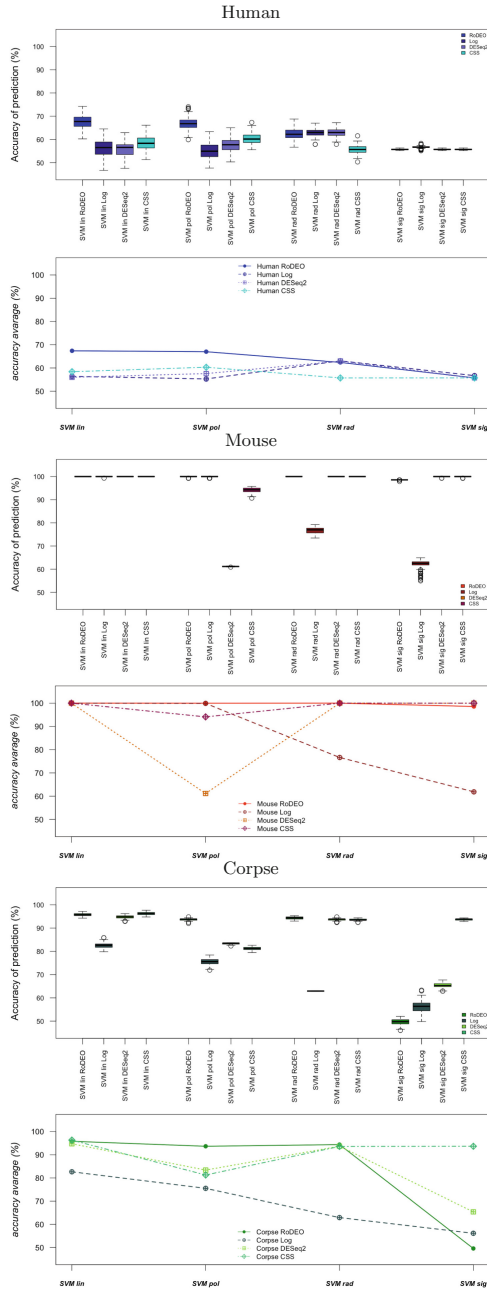 Human
Accuracy of prediction (%)
100
90
80
70
60
50
RoDEO
Log
DESeq2
CSS
SVM lin RoDEO
SVM lin Log
SVM lin DESeq2
SVM lin CSS
SVM pol RoDEO
SVM pol Log
SVM pol DESeq2
SVM pol CSS
SVM rad RoDEO
SVM rad Log
SVM rad DESeq2
SVM rad CSS
SVM sig RoDEO
SVM sig Log
SVM sig DESeq2
SVM sig CSS
accuracy avarage (%)
100
90
80
70
60
50
Human RoDEO
Human Log
Human DESeq2
Human CSS
SVM lin
SVM pol
SVM rad
SVM sig
Mouse
Accuracy of prediction (%)
100
90
80
70
60
50
RoDEO
Log
DESeq2
CSS
SVM lin RoDEO
SVM lin Log
SVM lin DESeq2
SVM lin CSS
SVM pol RoDEO
SVM pol Log
SVM pol DESeq2
SVM pol CSS
SVM rad RoDEO
SVM rad Log
SVM rad DESeq2
SVM rad CSS
SVM sig RoDEO
SVM sig Log
SVM sig DESeq2
SVM sig CSS
accuracy avarage (%)
100
90
80
70
60
50
Mouse RoDEO
Mouse Log
Mouse DESeq2
Mouse CSS
SVM lin
SVM pol
SVM rad
SVM sig
Corpse
Accuracy of prediction (%)
100
90
80
70
60
50
RoDEO
Log
DESeq2
CSS
SVM lin RoDEO
SVM lin Log
SVM lin DESeq2
SVM lin CSS
SVM pol RoDEO
SVM pol Log
SVM pol DESeq2
SVM pol CSS
SVM rad RoDEO
SVM rad Log
SVM rad DESeq2
SVM rad CSS
SVM sig RoDEO
SVM sig Log
SVM sig DESeq2
SVM sig CSS
accuracy avarage (%)
100
90
80
70
60
50
Corpse RoDEO
Corpse Log
Corpse DESeq2
Corpse CSS
SVM lin
SVM pol
SVM rad
SVM sig